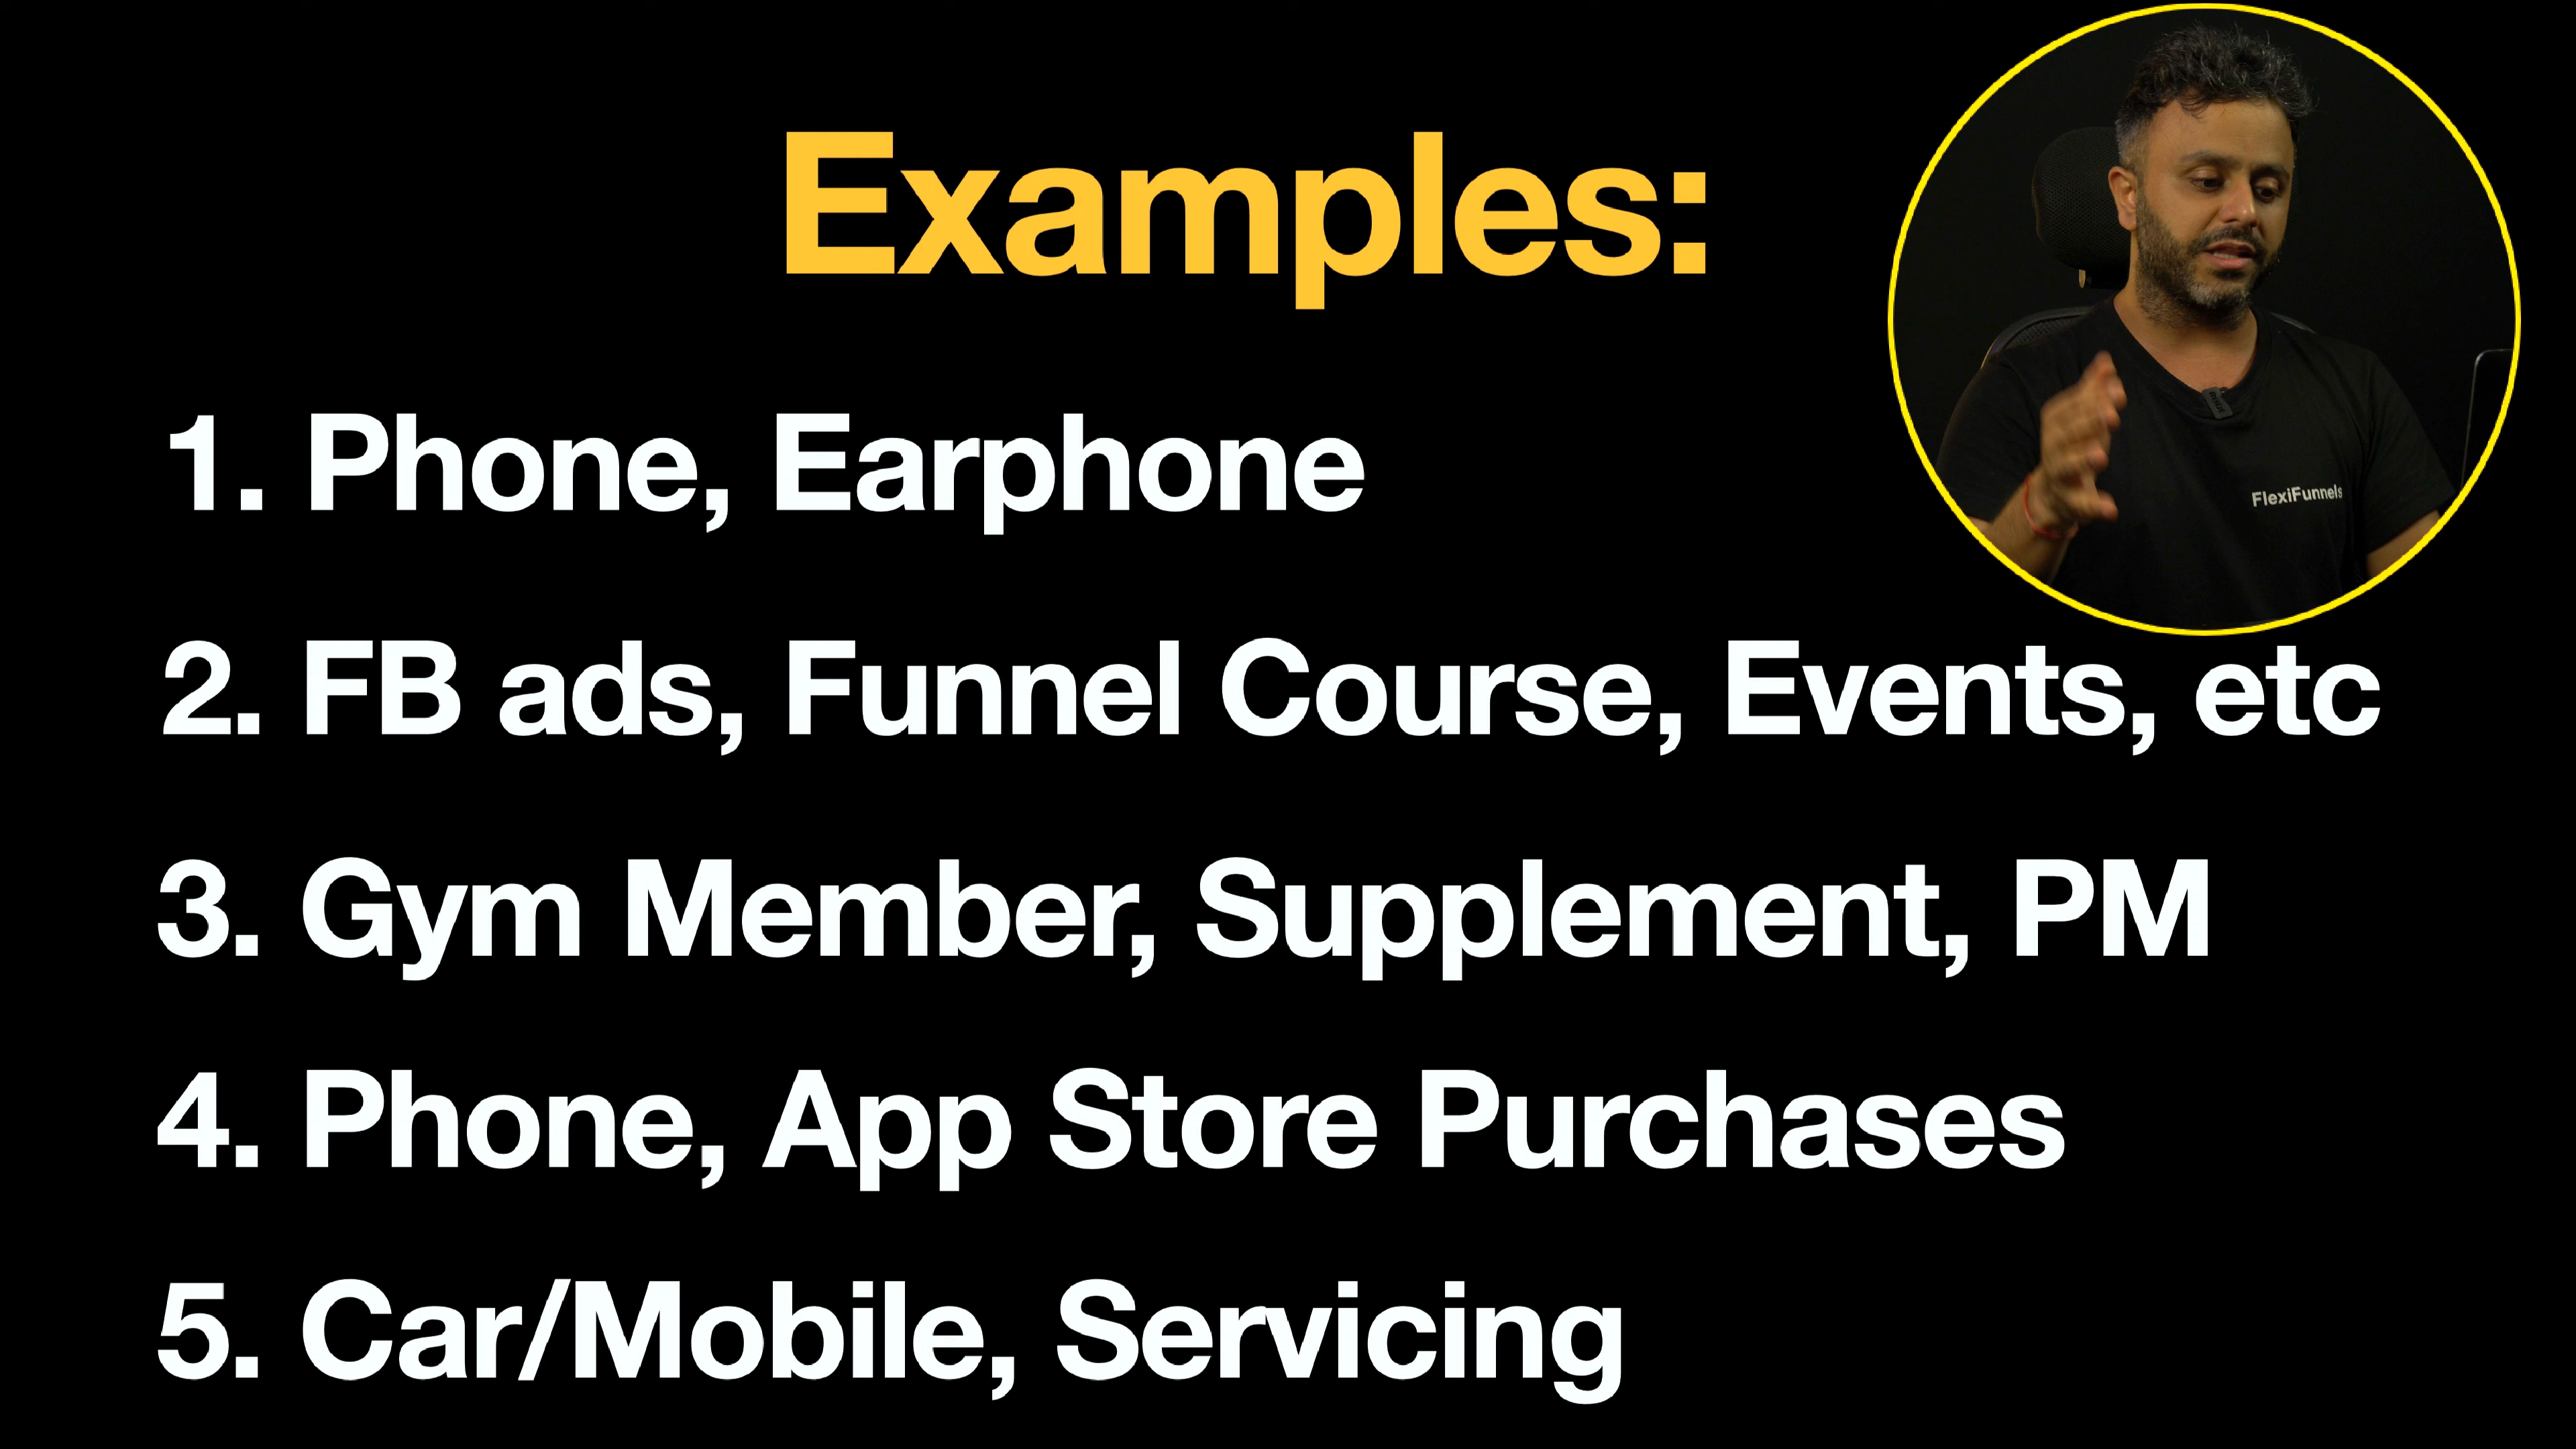 Examples:
1. Phone, Earphone
FlexiFunnels
2. FB ads, Funnel Course, Events, etc
3. Gym Member, Supplement, PM
4. Phone, App Store Purchases
5. Car/Mobile, Servicing